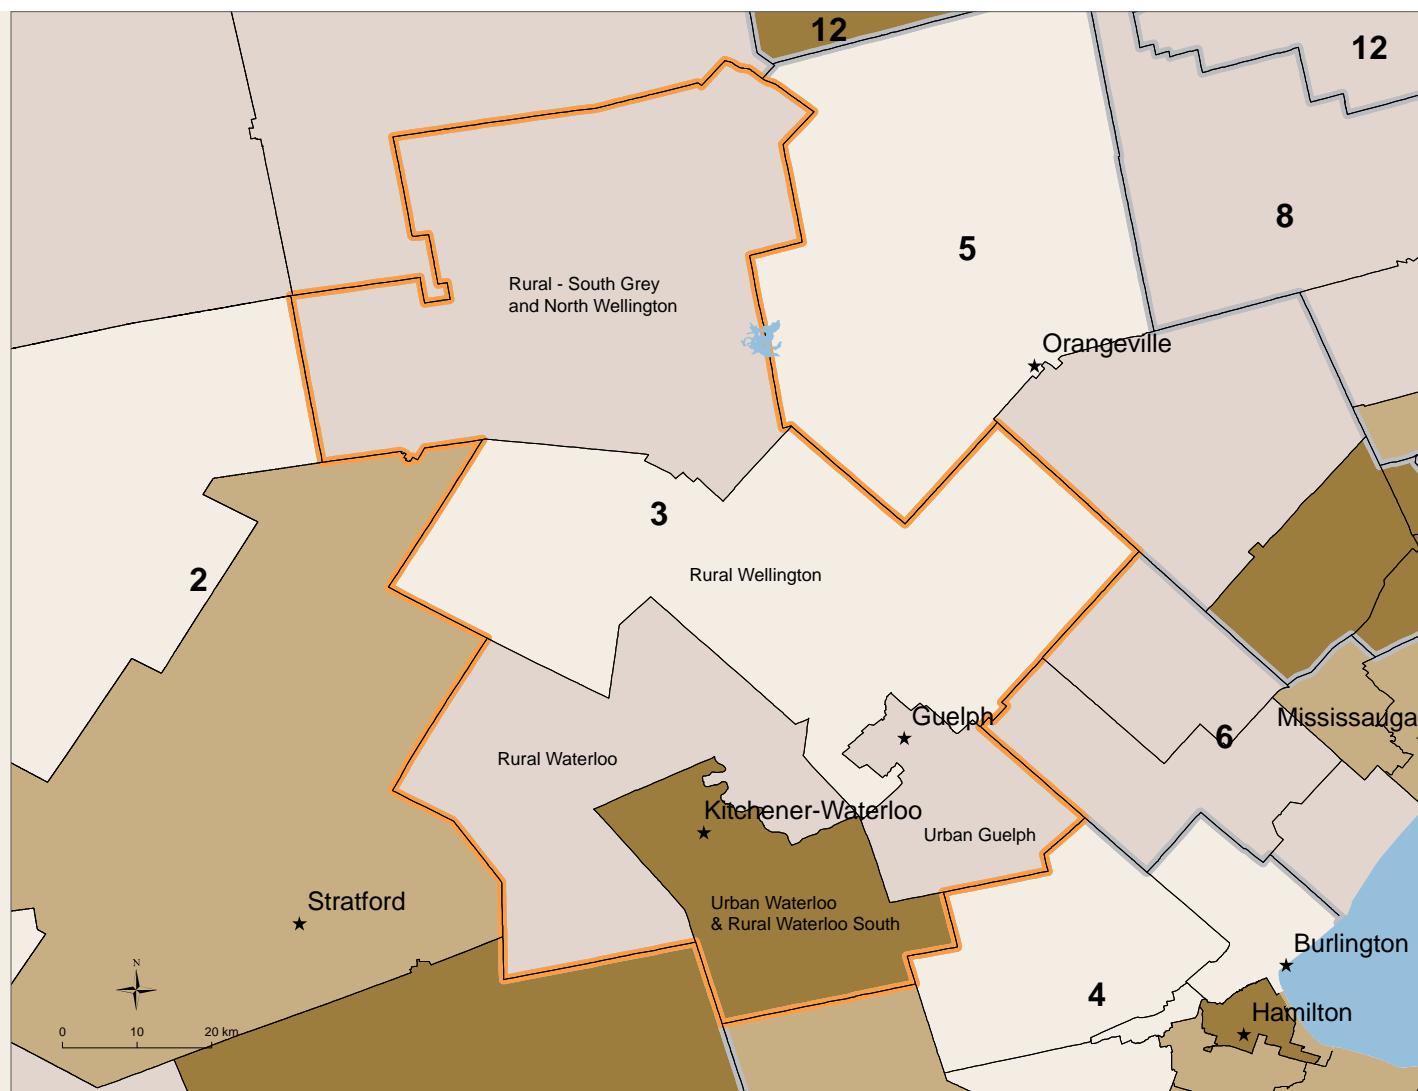 12
12
8
5
Rural - South Grey
and North Wellington
Orangeville
3
2
Rural Wellington
Guelph
Mississauga
6
Rural Waterloo
Kitchener-Waterloo
Urban Guelph
Stratford
Urban Waterloo
& Rural Waterloo South
Burlington
N
4
Hamilton
0 10 20 km